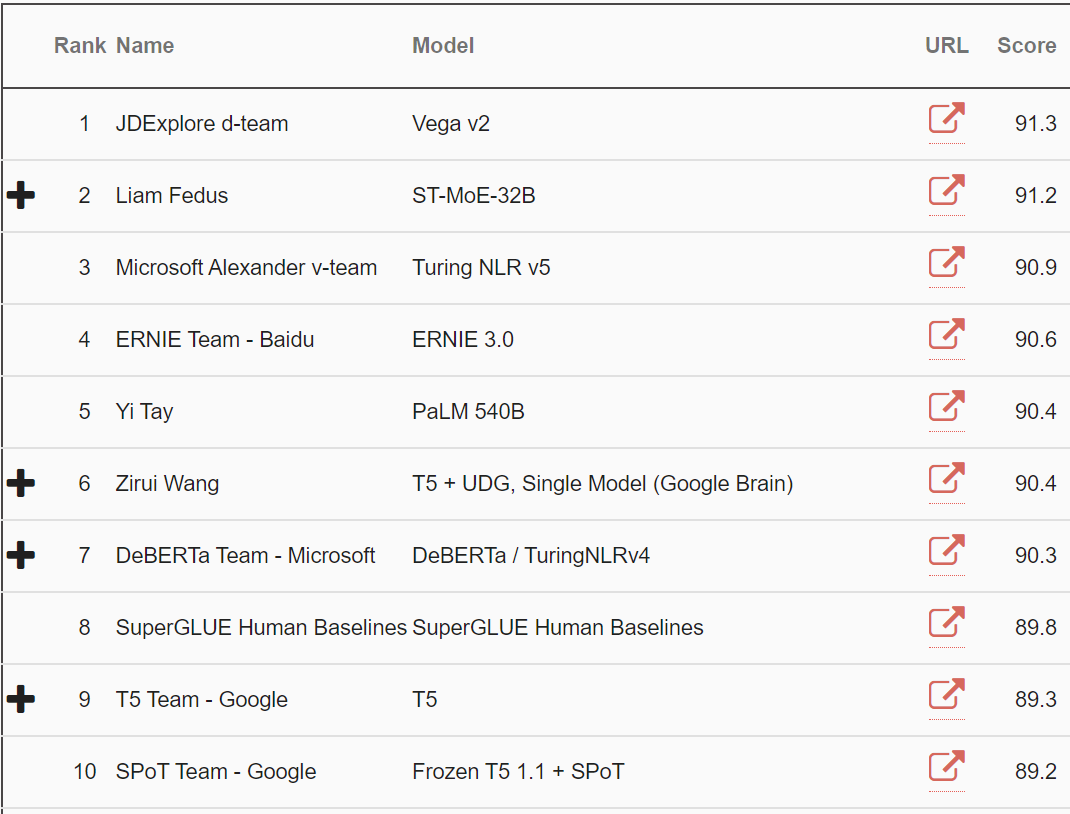 Rank Name Model URL Score
1 JDExplore d-team Vega v2 91.3
2 Liam Fedus ST-MoE-32B 91.2
3 Microsoft Alexander v-team Turing NLR v5 90.9
4 ERNIE Team - Baidu ERNIE 3.0 90.6
5 Yi Tay PaLM 540B 90.4
6 Zirui Wang T5 + UDG, Single Model (Google Brain) 90.4
7 DeBERTa Team - Microsoft DeBERTa / TuringNLRv4 90.3
8 SuperGLUE Human Baselines SuperGLUE Human Baselines 89.8
9 T5 Team - Google T5 89.3
10 SPoT Team - Google Frozen T5 1.1 + SPoT 89.2